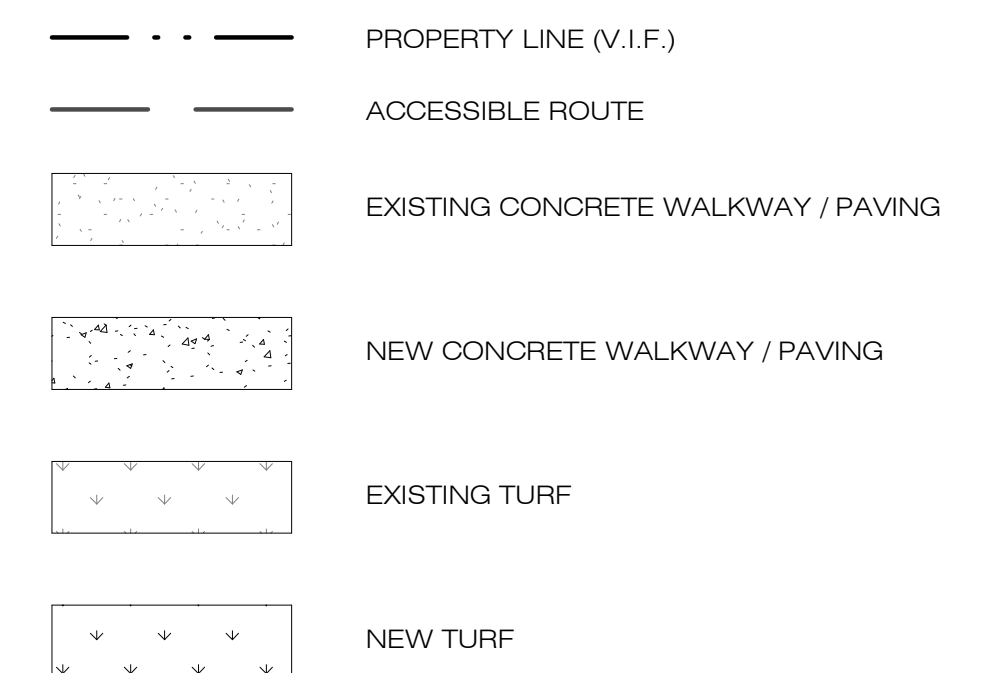 PROPERTY LINE (V.I.F.)
ACCESSIBLE ROUTE
EXISTING CONCRETE WALKWAY / PAVING
NEW CONCRETE WALKWAY / PAVING
EXISTING TURF
NEW TURF